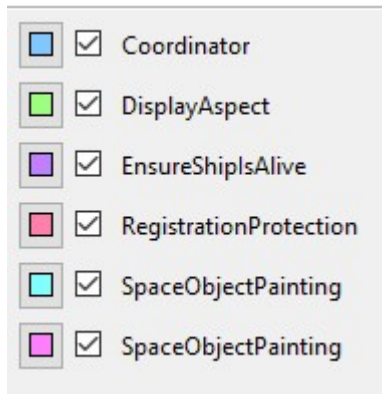 Coordinator
DisplayAspect
EnsureShipIsAlive
RegistrationProtection
SpaceObjectPainting
SpaceObjectPainting